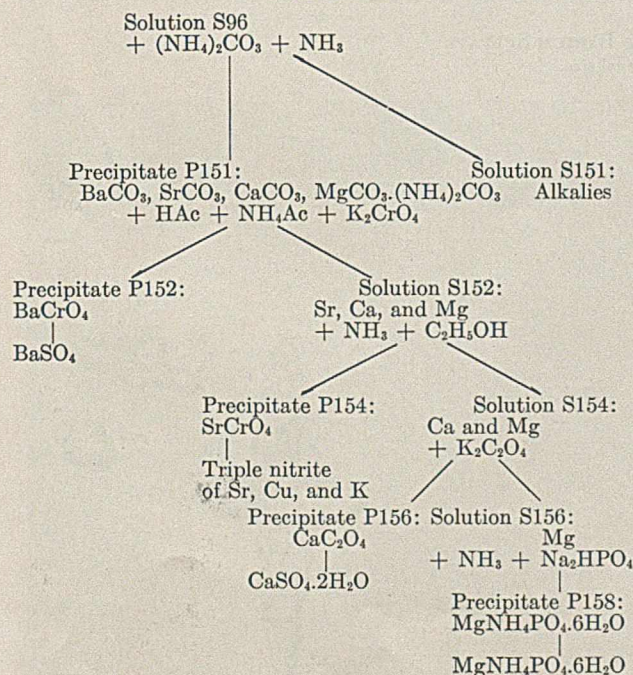 Solution S96
+ (NH₄)₂CO₃ + NH₃
Precipitate P151:
BaCO₃, SrCO₃, CaCO₃, MgCO₃.(NH₄)₂CO₃
+ HAc + NH₄Ac + K₂CrO₄
Solution S151:
Alkalies
Precipitate P152:
BaCrO₄
BaSO₄
Solution S152:
Sr, Ca, and Mg
+ NH₃ + C₂H₅OH
Precipitate P154:
SrCrO₄
Triple nitrite
of Sr, Cu, and K
Solution S154:
Ca and Mg
+ K₂C₂O₄
Precipitate P156:
CaC₂O₄
CaSO₄.2H₂O
Solution S156:
Mg
+ NH₃ + Na₂HPO₄
Precipitate P158:
MgNH₄PO₄.6H₂O
MgNH₄PO₄.6H₂O